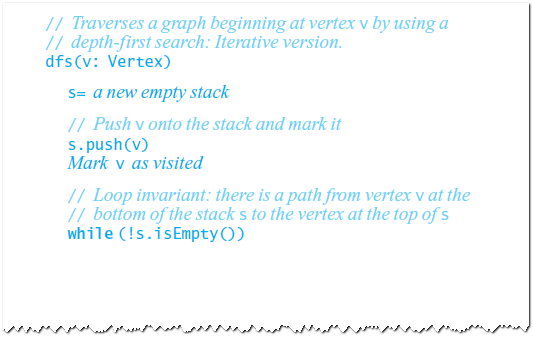 // Traverses a graph beginning at vertex v by using a
// depth-first search: Iterative version.
dfs(v: Vertex)
s= a new empty stack
// Push v onto the stack and mark it
s.push(v)
Mark v as visited
// Loop invariant: there is a path from vertex v at the
// bottom of the stack s to the vertex at the top of s
while (!s.isEmpty())